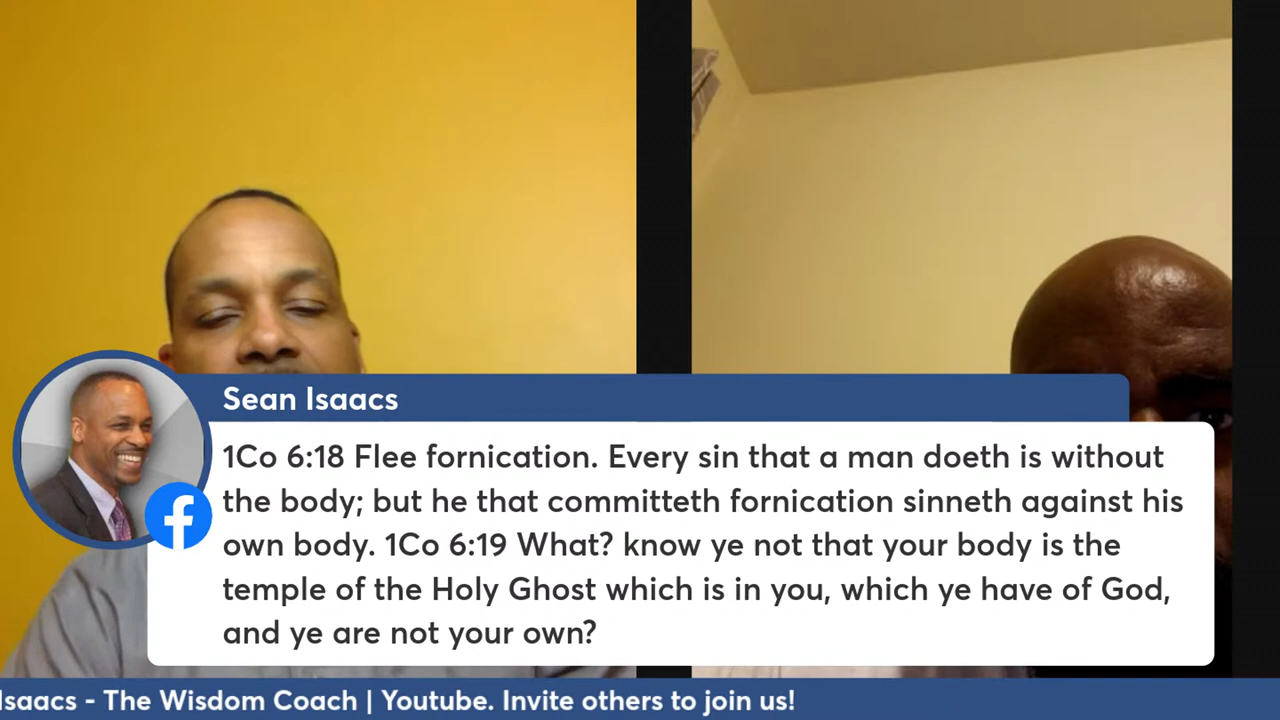 Sean Isaacs
1Co 6:18 Flee fornication. Every sin that a man doeth is without
the body; but he that committeth fornication sinneth against his
own body. 1Co 6:19 What? know ye not that your body is the
temple of the Holy Ghost which is in you, which ye have of God,
and ye are not your own?
Isaacs - The Wisdom Coach | Youtube. Invite others to join us!